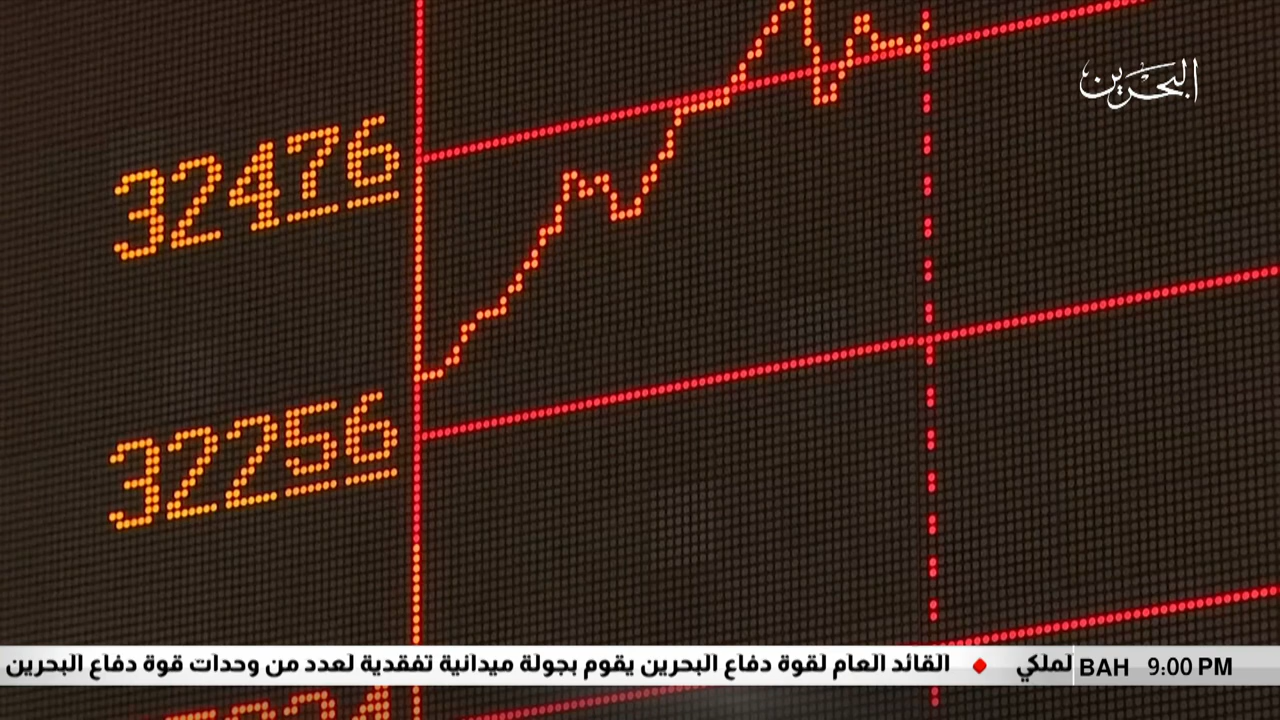 البحرين
32476
32256
القائد العام لقوة دفاع البحرين يقوم بجولة ميدانية تفقدية لعدد من وحدات قوة دفاع البحرين
لملكي
BAH 9:00 PM